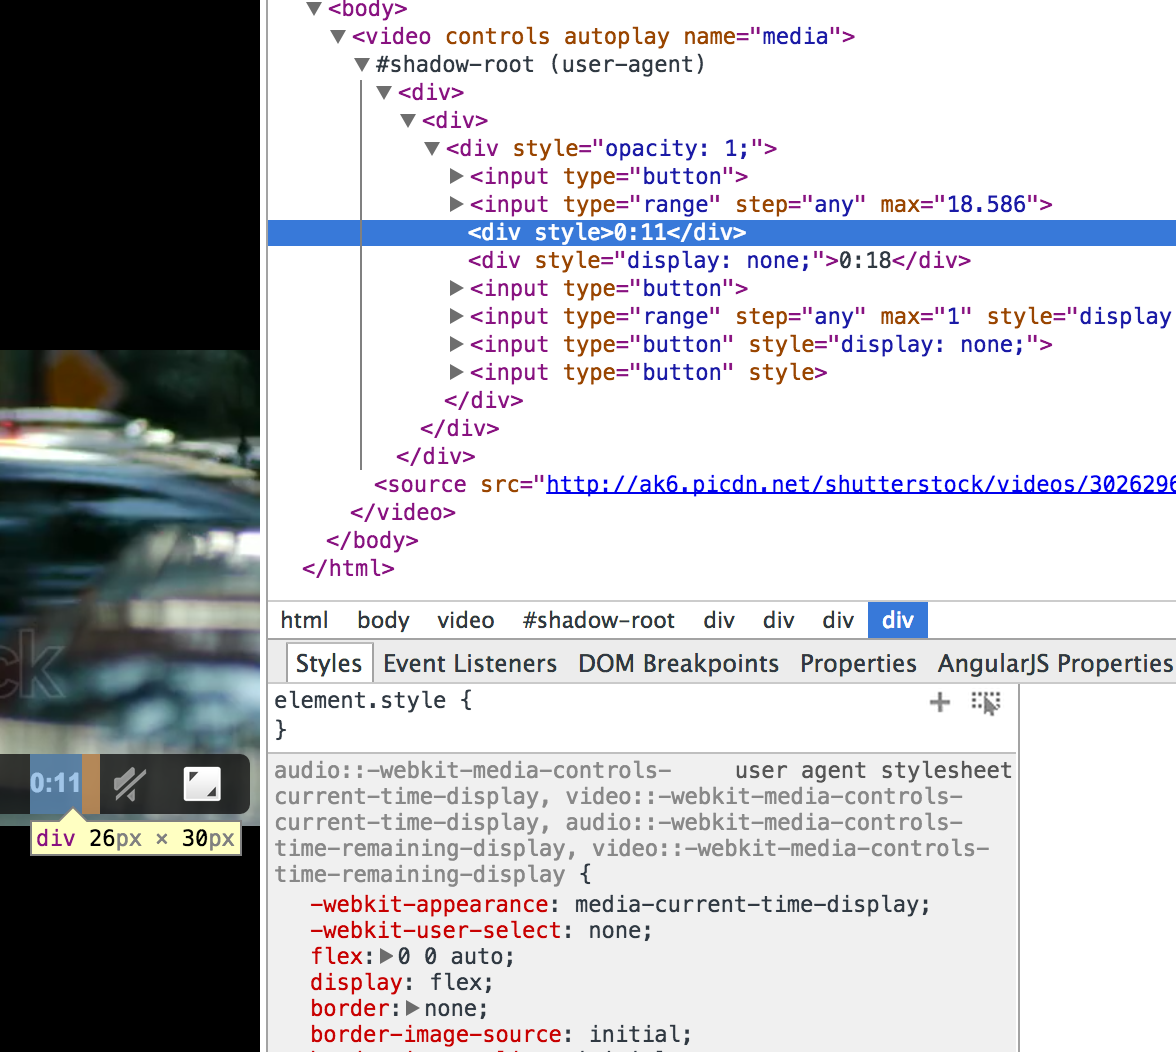 <body>
<video controls autoplay name="media">
#shadow-root (user-agent)
<div>
<div>
<div style="opacity: 1;">
<input type="button">
<input type="range" step="any" max="18.586">
<div style>0:11</div>
<div style="display: none;">0:18</div>
<input type="button">
<input type="range" step="any" max="1" style="display
<input type="button" style="display: none;">
<input type="button" style>
</div>
</div>
</div>
<source src="http://ak6.picdn.net/shutterstock/videos/3026296
</video>
</body>
</html>
html body video #shadow-root div div div div
Styles Event Listeners DOM Breakpoints Properties AngularJS Properties
element.style {
}
audio::-webkit-media-controls- user agent stylesheet
current-time-display, video::-webkit-media-controls-
current-time-display, audio::-webkit-media-controls-
time-remaining-display, video::-webkit-media-controls-
time-remaining-display {
-webkit-appearance: media-current-time-display;
-webkit-user-select: none;
flex: 0 0 auto;
display: flex;
border: none;
border-image-source: initial;
ck
0:11
div 26px × 30px